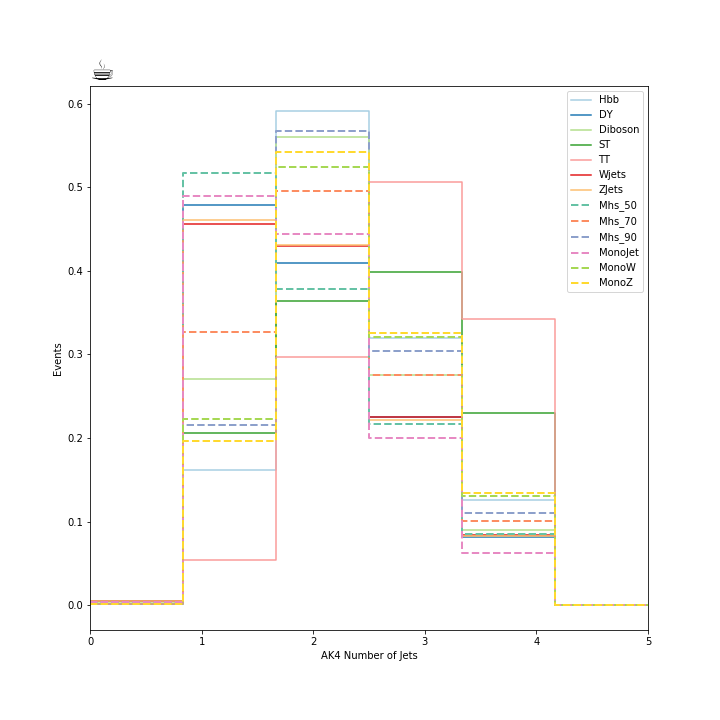 0.6
0.5
0.4
0.3
0.2
0.1
0.0
Events
0 1 2 3 4 5
AK4 Number of Jets
Hbb
DY
Diboson
ST
TT
Wjets
ZJets
Mhs_50
Mhs_70
Mhs_90
MonoJet
MonoW
MonoZ